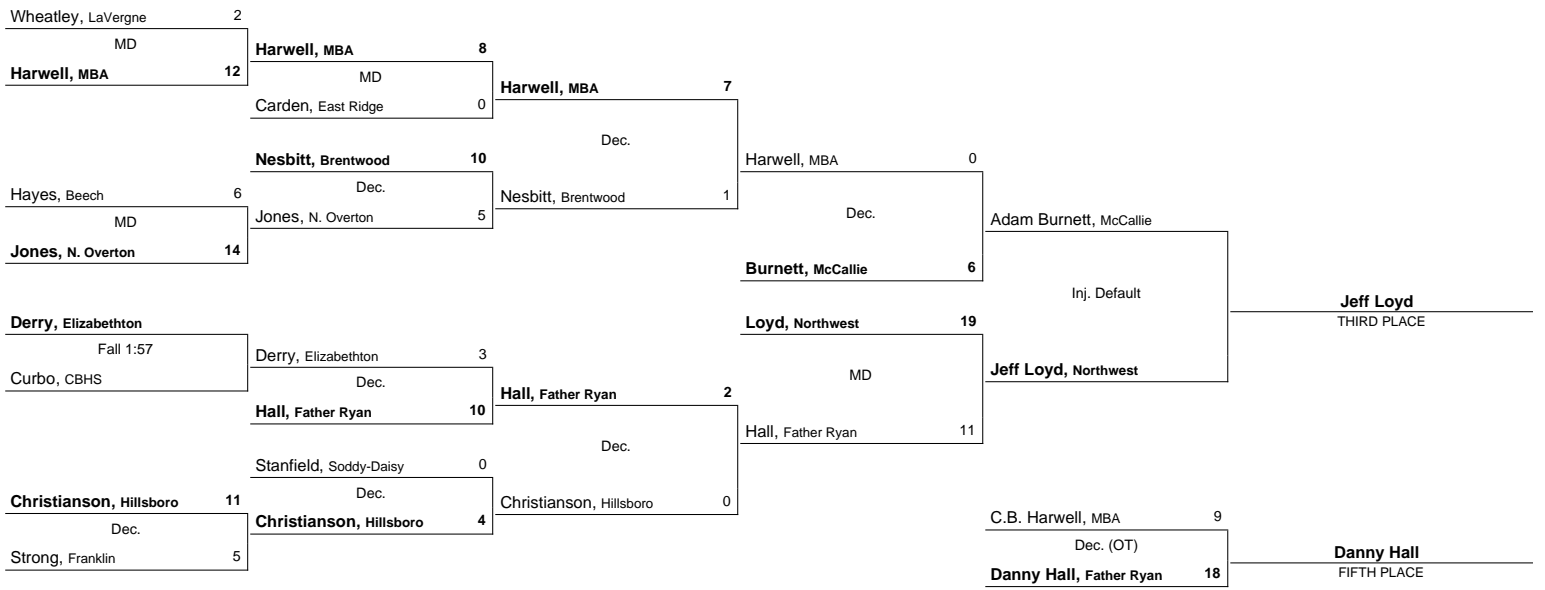 Wheatley, LaVergne 2
MD
Harwell, MBA 12
Hayes, Beech 6
MD
Jones, N. Overton 14
Derry, Elizabethton
Fall 1:57
Curbo, CBHS
Christianson, Hillsboro 11
Dec.
Strong, Franklin 5
Harwell, MBA 8
MD
Carden, East Ridge 0
Nesbitt, Brentwood 10
Dec.
Jones, N. Overton 5
Derry, Elizabethton 3
Dec.
Hall, Father Ryan 10
Stanfield, Soddy-Daisy 0
Dec.
Christianson, Hillsboro 4
Harwell, MBA 7
Dec.
Nesbitt, Brentwood 1
Hall, Father Ryan 2
Dec.
Christianson, Hillsboro 0
Harwell, MBA 0
Dec.
Burnett, McCallie 6
Loyd, Northwest 19
MD
Hall, Father Ryan 11
Adam Burnett, McCallie
Inj. Default
Jeff Loyd, Northwest
Jeff Loyd
THIRD PLACE
C.B. Harwell, MBA 9
Dec. (OT)
Danny Hall, Father Ryan 18
Danny Hall
FIFTH PLACE